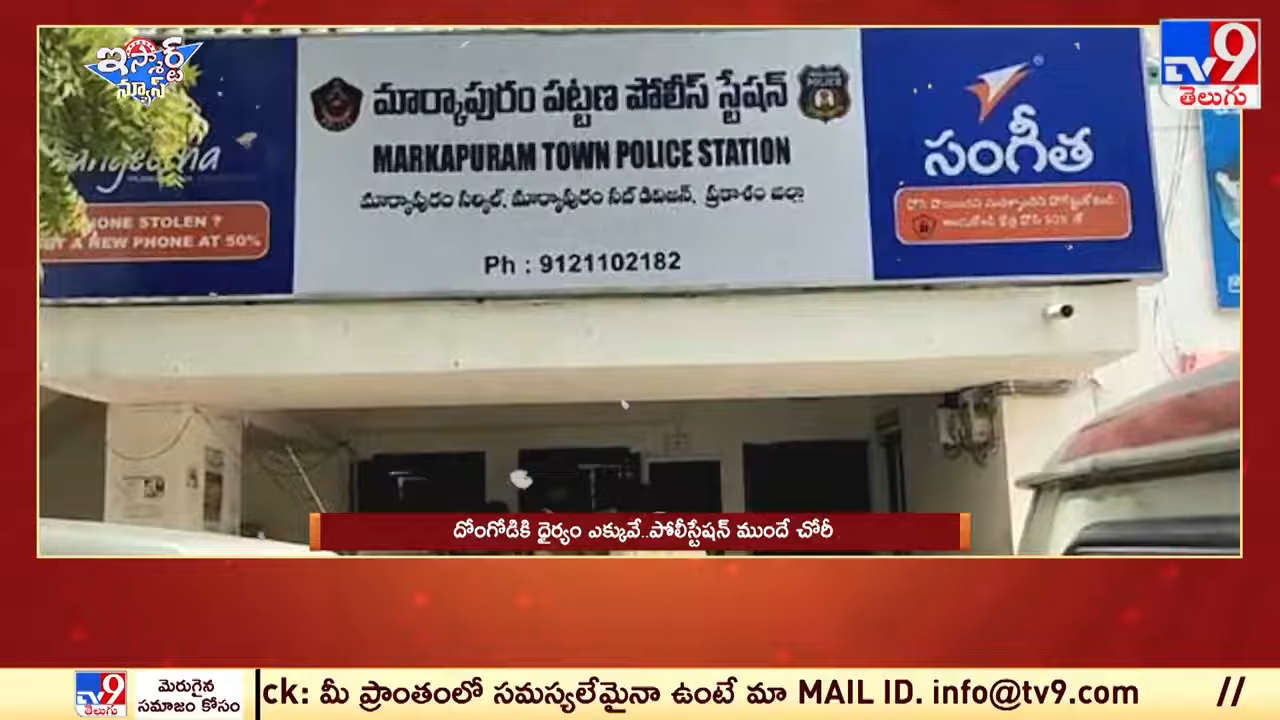 ఇస్మార్ట్
న్యూస్
TV9
తెలుగు
మార్కాపురం పట్టణ పోలీస్ స్టేషన్
MARKAPURAM TOWN POLICE STATION
మార్కాపురం సర్కిల్, మార్కాపురం సబ్ డివిజన్, ప్రకాశం జిల్లా
Ph : 9121102182
HONE STOLEN ?
A NEW PHONE AT 50%
సంగీత
దోంగోడికి ధైర్యం ఎక్కువే..పోలీస్టేషన్ ముందే చోరీ
TV9
తెలుగు
మెరుగైన
సమాజం కోసం
ck: మీ ప్రాంతంలో సమస్యలేమైనా ఉంటే మా MAIL ID. info@tv9.com //